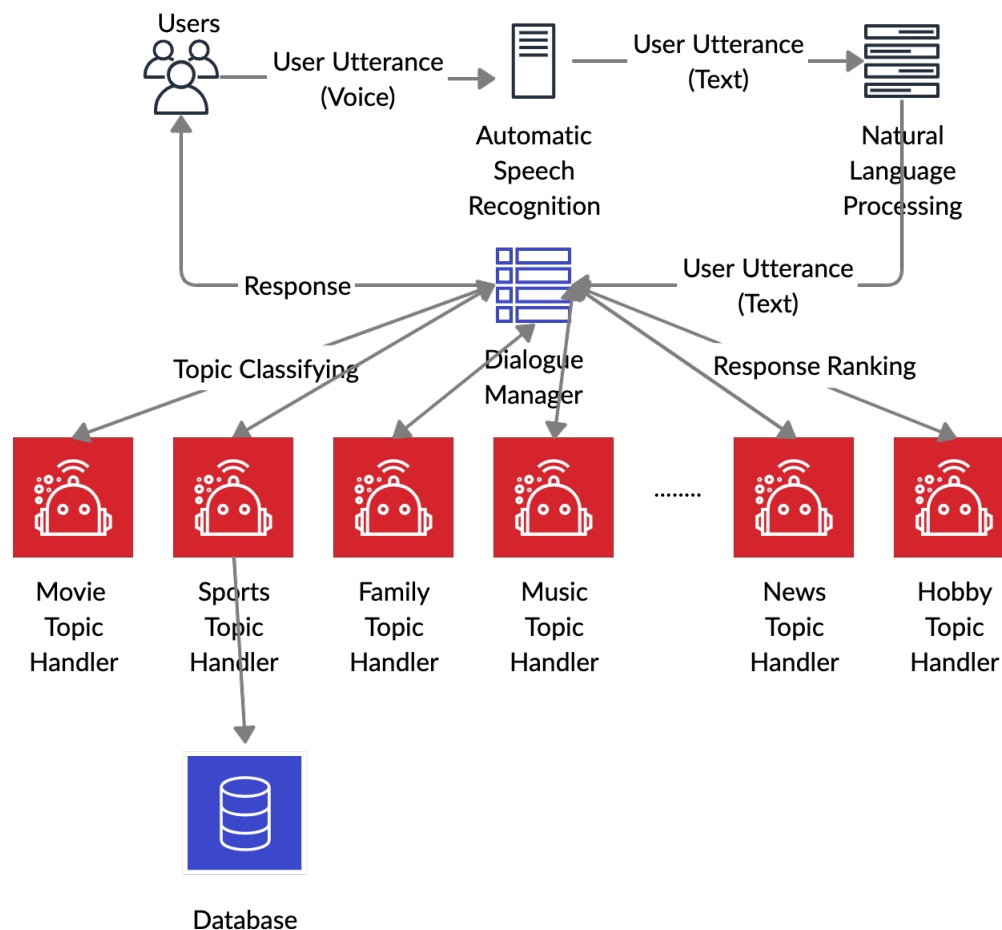 Users
User Utterance
(Voice)
User Utterance
(Text)
Automatic
Speech
Recognition
Natural
Language
Processing
Response
User Utterance
(Text)
Topic Classifying
Dialogue
Manager
Response Ranking
........
Movie
Topic
Handler
Sports
Topic
Handler
Family
Topic
Handler
Music
Topic
Handler
News
Topic
Handler
Hobby
Topic
Handler
Database